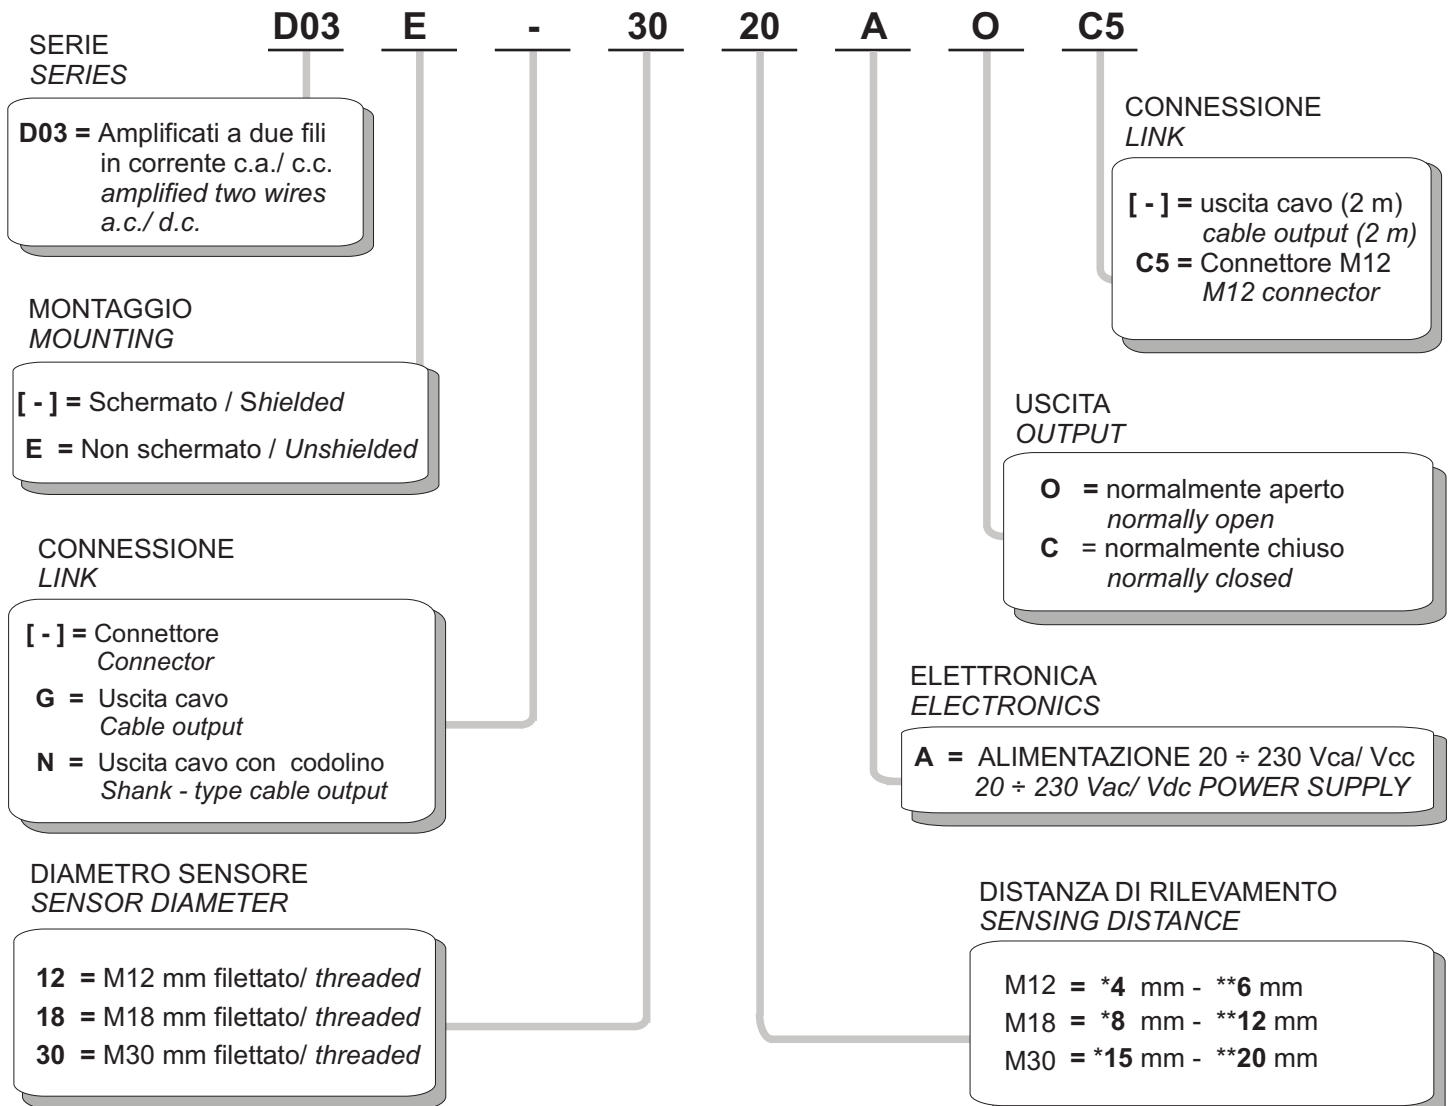 D03 E - 30 20 A O C5
SERIE
SERIES
D03 = Amplificati a due fili
in corrente c.a./ c.c.
amplified two wires
a.c./ d.c.
MONTAGGIO
MOUNTING
[ - ] = Schermato / Shielded
E = Non schermato / Unshielded
CONNESSIONE
LINK
[ - ] = Connettore
Connector
G = Uscita cavo
Cable output
N = Uscita cavo con codolino
Shank - type cable output
DIAMETRO SENSORE
SENSOR DIAMETER
12 = M12 mm filettato/ threaded
18 = M18 mm filettato/ threaded
30 = M30 mm filettato/ threaded
CONNESSIONE
LINK
[ - ] = uscita cavo (2 m)
cable output (2 m)
C5 = Connettore M12
M12 connector
USCITA
OUTPUT
O = normalmente aperto
normally open
C = normalmente chiuso
normally closed
ELETTRONICA
ELECTRONICS
A = ALIMENTAZIONE 20 ÷ 230 Vca/ Vcc
20 ÷ 230 Vac/ Vdc POWER SUPPLY
DISTANZA DI RILEVAMENTO
SENSING DISTANCE
M12 = *4 mm - **6 mm
M18 = *8 mm - **12 mm
M30 = *15 mm - **20 mm